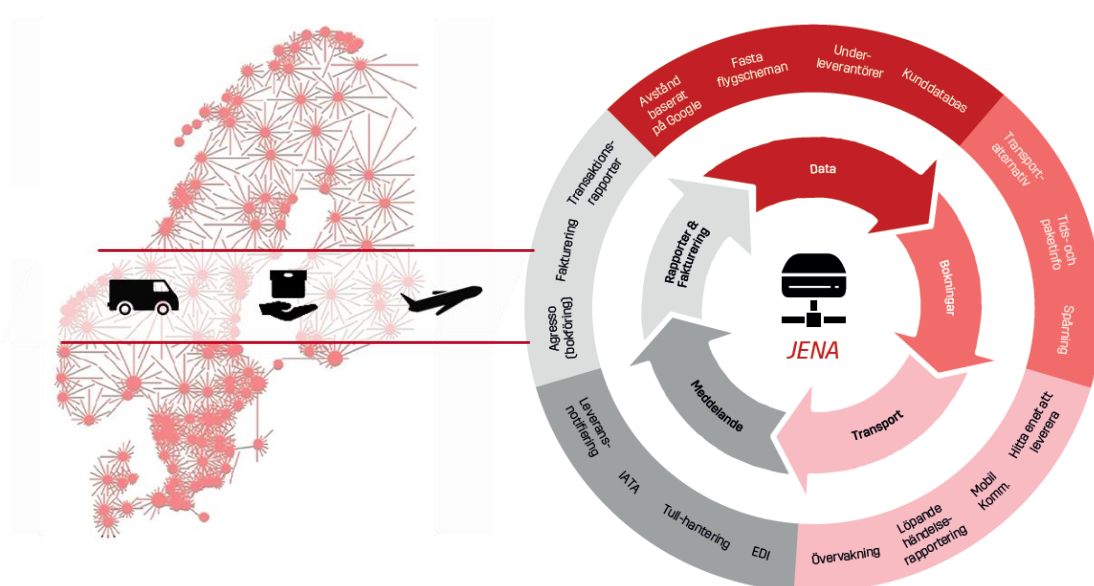 Avstånd
baserat
på Google
Fasta
flygscheman
Under-
leverantörer
Kunddatabas
Transport-
alternativ
Tids- och
paketinfo
Spårning
Hitta enet att
leverera
Mobil
Komm.
Löpande
händelse-
rapportering
Övervakning
EDI
Tull-hantering
IATA
Leverans-
notifiering
Agresso
(bokföring)
Fakturering
Transaktions-
rapporter
Data
Bokningar
Transport
Meddelande
Rapporter &
Fakturering
JENA